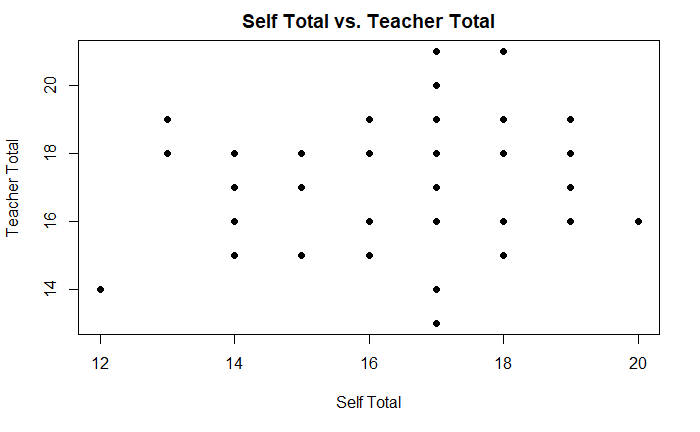 Self Total vs. Teacher Total
Teacher Total
20
18
16
14
12 14 16 18 20
Self Total